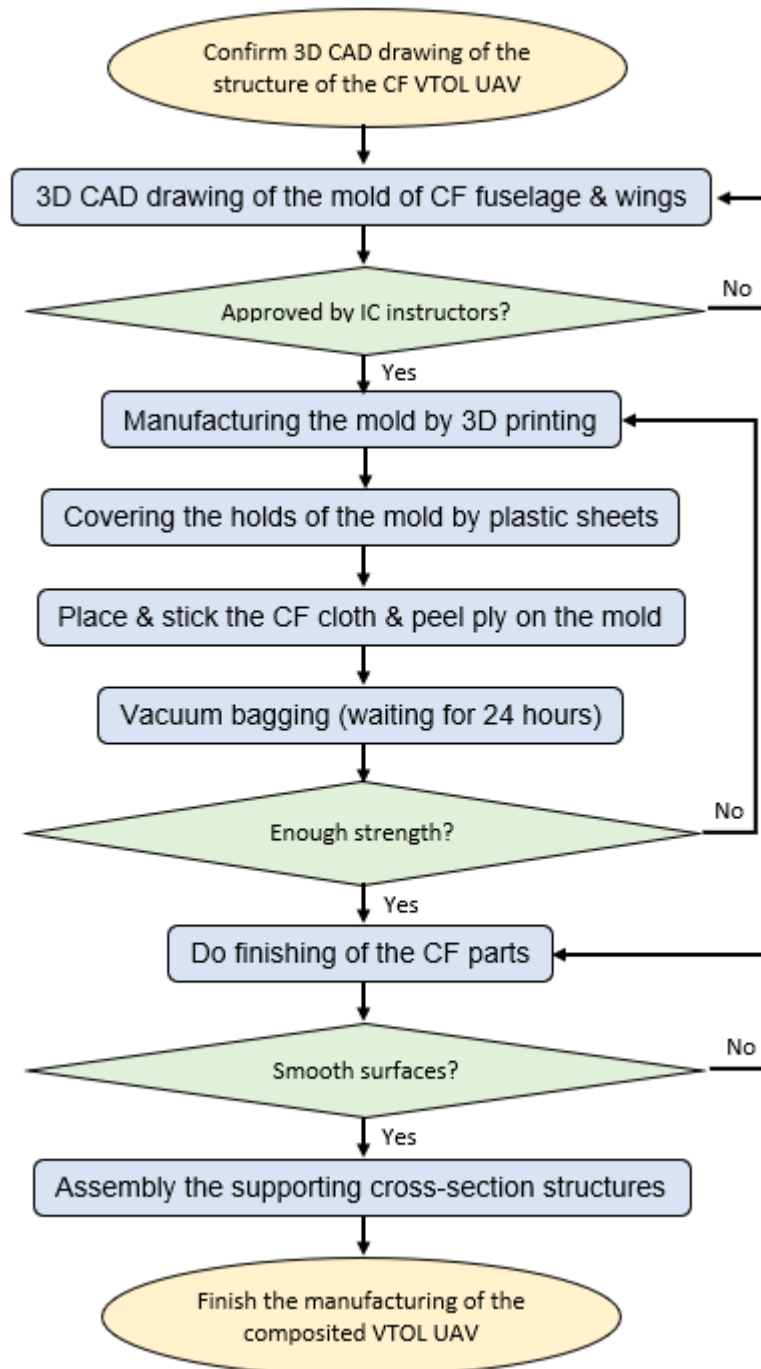 Confirm 3D CAD drawing of the
structure of the CF VTOL UAV
3D CAD drawing of the mold of CF fuselage & wings
Approved by IC instructors?
No
Yes
Manufacturing the mold by 3D printing
Covering the holds of the mold by plastic sheets
Place & stick the CF cloth & peel ply on the mold
Vacuum bagging (waiting for 24 hours)
Enough strength?
No
Yes
Do finishing of the CF parts
Smooth surfaces?
No
Yes
Assembly the supporting cross-section structures
Finish the manufacturing of the
composited VTOL UAV